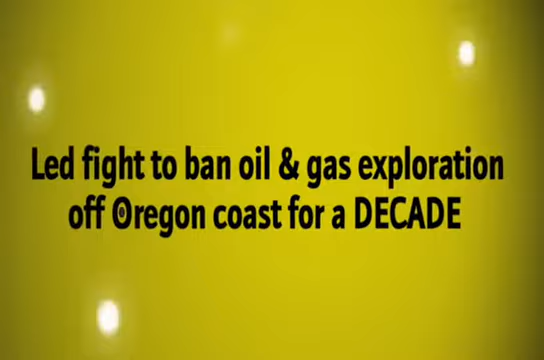 Led fight to ban oil & gas exploration
off Oregon coast for a DECADE